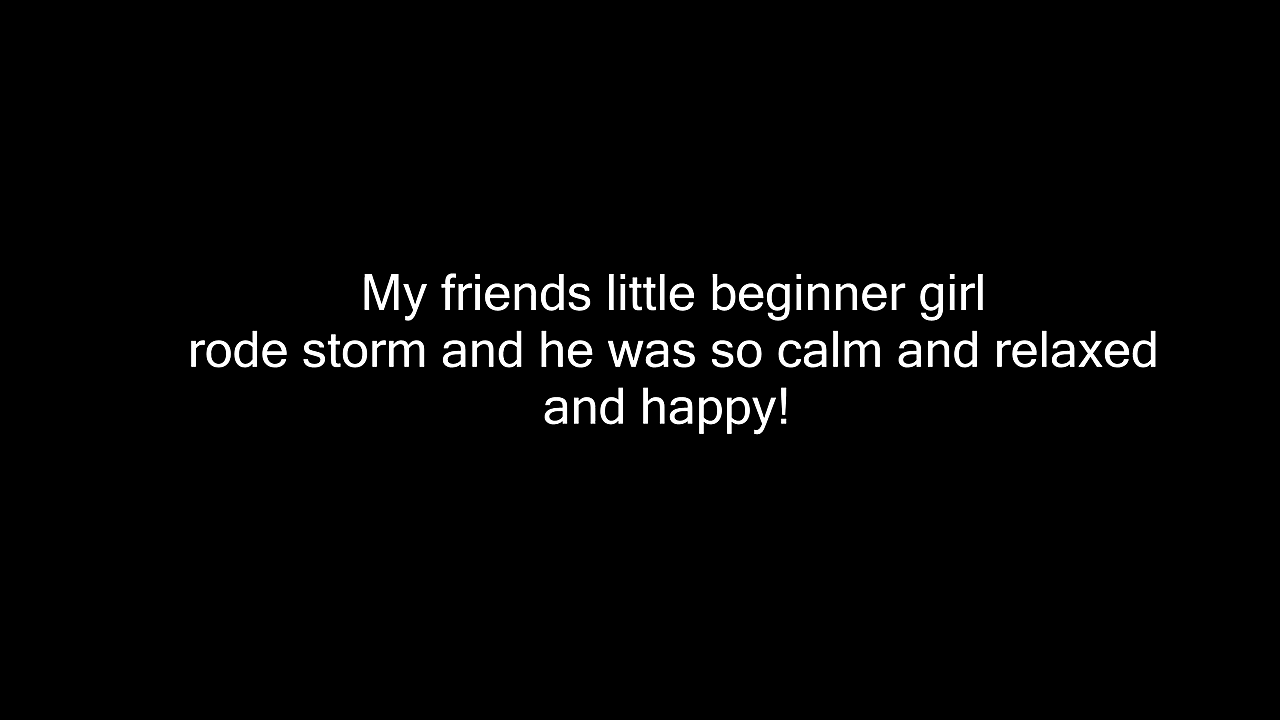 My friends little beginner girl
rode storm and he was so calm and relaxed
and happy!